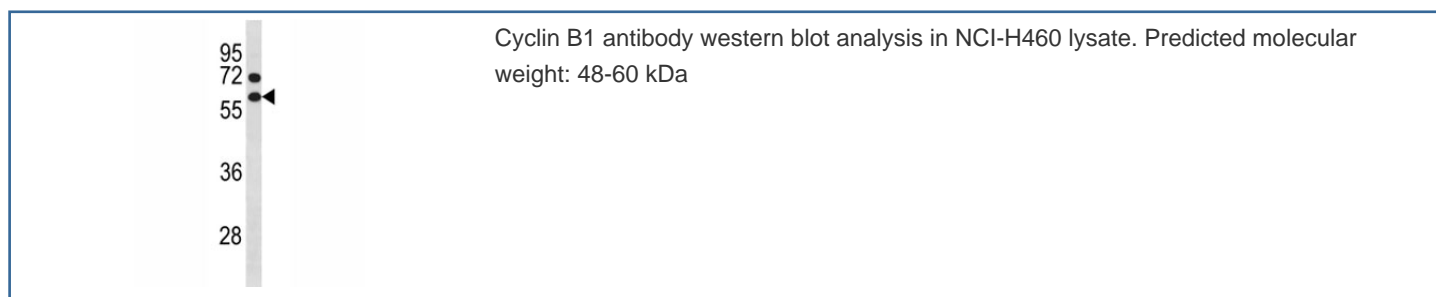 95
72
55
36
28
Cyclin B1 antibody western blot analysis in NCI-H460 lysate. Predicted molecular
weight: 48-60 kDa